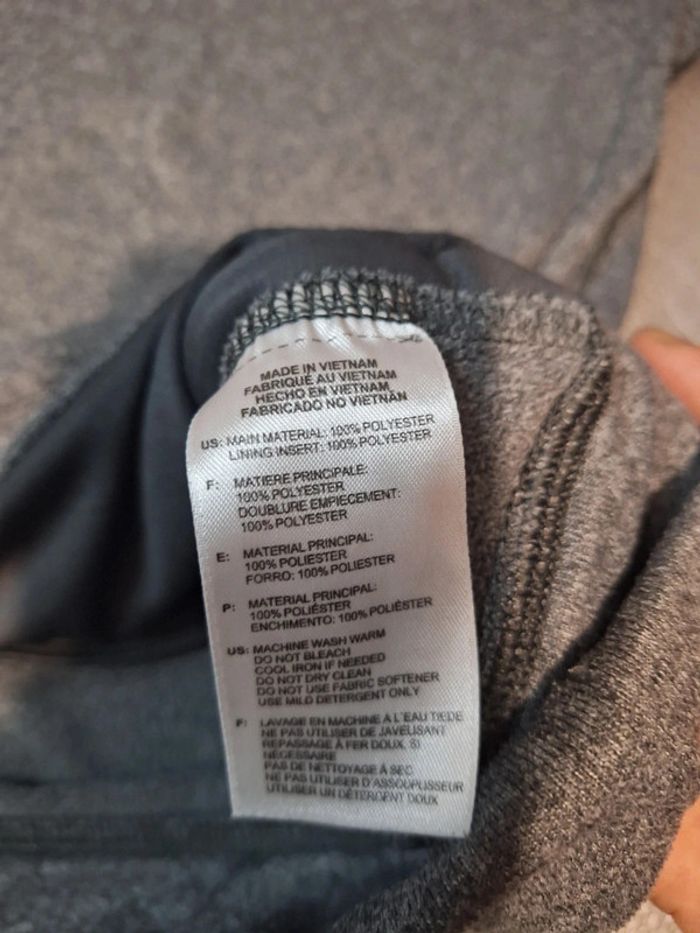 MADE IN VIETNAM
FABRIQUÉ AU VIETNAM
HECHO EN VIETNAM
FABRICADO NO VIETNÃN
US: MAIN MATERIAL: 100% POLYESTER
LINING INSERT: 100% POLYESTER
F: MATIERE PRINCIPALE:
100% POLYESTER
DOUBLURE EMPIECEMENT:
100% POLYESTER
E: MATERIAL PRINCIPAL:
100% POLIESTER
FORRO: 100% POLIESTER
P: MATERIAL PRINCIPAL:
100% POLIÉSTER
ENCHIMENTO: 100% POLIÉSTER
US: MACHINE WASH WARM
DO NOT BLEACH
COOL IRON IF NEEDED
DO NOT DRY CLEAN
DO NOT USE FABRIC SOFTENER
USE MILD DETERGENT ONLY
F: LAVAGE EN MACHINE A L'EAU TIEDE
NE PAS UTILISER DE JAVELISANT
REPASSAGE À FER DOUX, SI
NÉCESSAIRE
PAS DE NETTOYAGE À SEC
NE PAS UTILISER D'ASSOUPLISSEUR
UTILISER UN DÉTERGENT DOUX